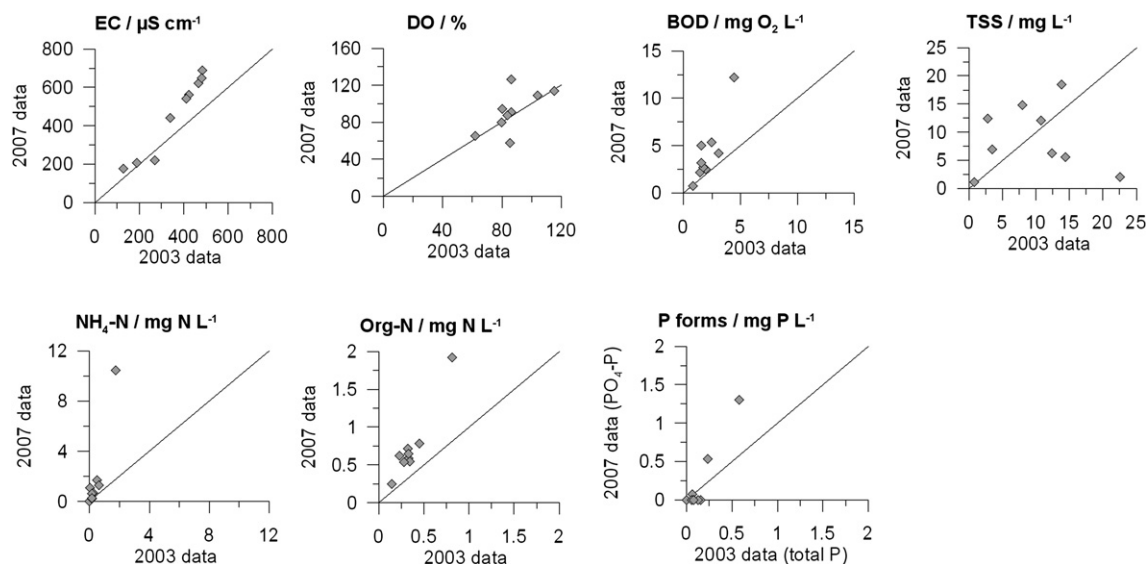 EC / µS cm⁻¹
800
600
400
200
0
2007 data
0 200 400 600 800
2003 data
DO / %
160
120
80
40
0
2007 data
0 40 80 120
2003 data
BOD / mg O₂ L⁻¹
15
10
5
0
2007 data
0 5 10 15
2003 data
TSS / mg L⁻¹
25
20
15
10
5
0
2007 data
0 5 10 15 20 25
2003 data
NH₄-N / mg N L⁻¹
12
8
4
0
2007 data
0 4 8 12
2003 data
Org-N / mg N L⁻¹
2
1.5
1
0.5
0
2007 data
0 0.5 1 1.5 2
2003 data
P forms / mg P L⁻¹
2
1.5
1
0.5
0
2007 data (PO₄-P)
0 0.5 1 1.5 2
2003 data (total P)